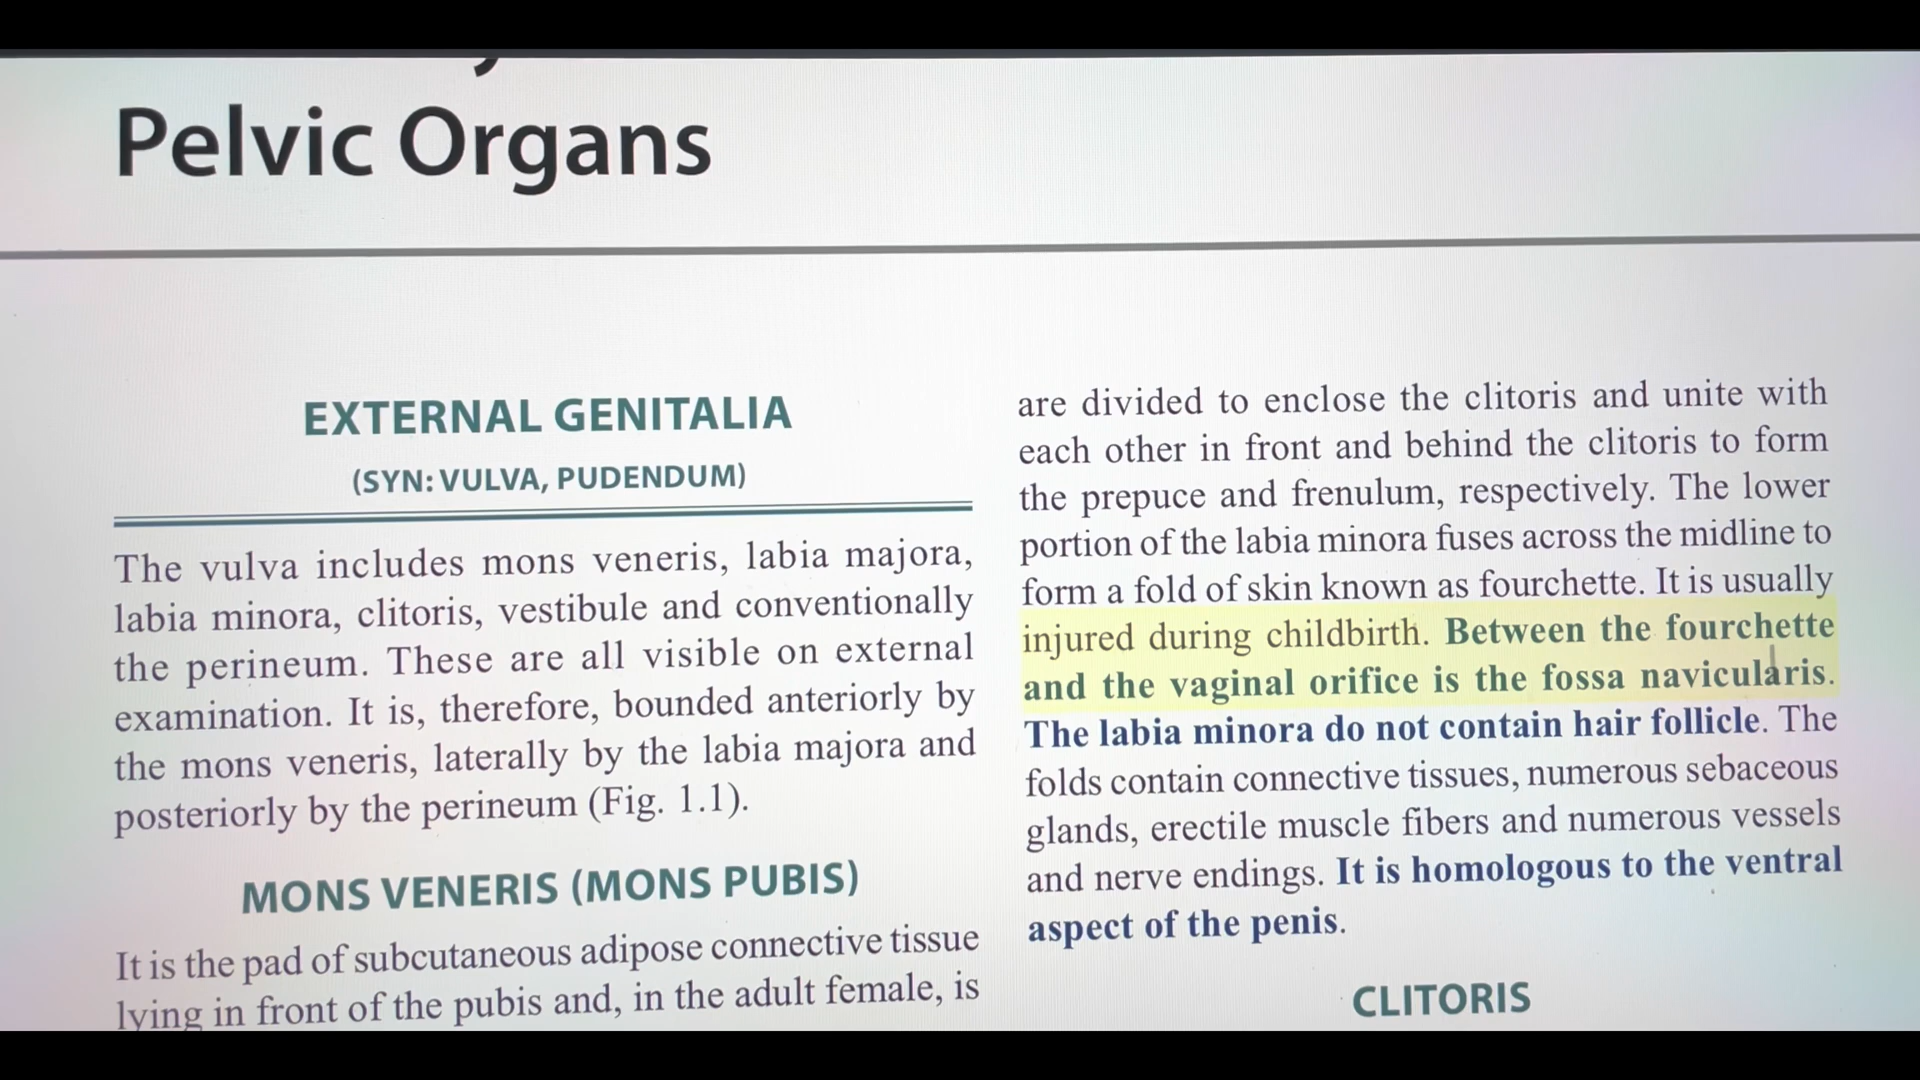 Pelvic Organs
EXTERNAL GENITALIA
(SYN: VULVA, PUDENDUM)
The vulva includes mons veneris, labia majora,
labia minora, clitoris, vestibule and conventionally
the perineum. These are all visible on external
examination. It is, therefore, bounded anteriorly by
the mons veneris, laterally by the labia majora and
posteriorly by the perineum (Fig. 1.1).
MONS VENERIS (MONS PUBIS)
It is the pad of subcutaneous adipose connective tissue
lying in front of the pubis and, in the adult female, is
are divided to enclose the clitoris and unite with
each other in front and behind the clitoris to form
the prepuce and frenulum, respectively. The lower
portion of the labia minora fuses across the midline to
form a fold of skin known as fourchette. It is usually
injured during childbirth. Between the fourchette
and the vaginal orifice is the fossa navicularis.
The labia minora do not contain hair follicle. The
folds contain connective tissues, numerous sebaceous
glands, erectile muscle fibers and numerous vessels
and nerve endings. It is homologous to the ventral
aspect of the penis.
CLITORIS